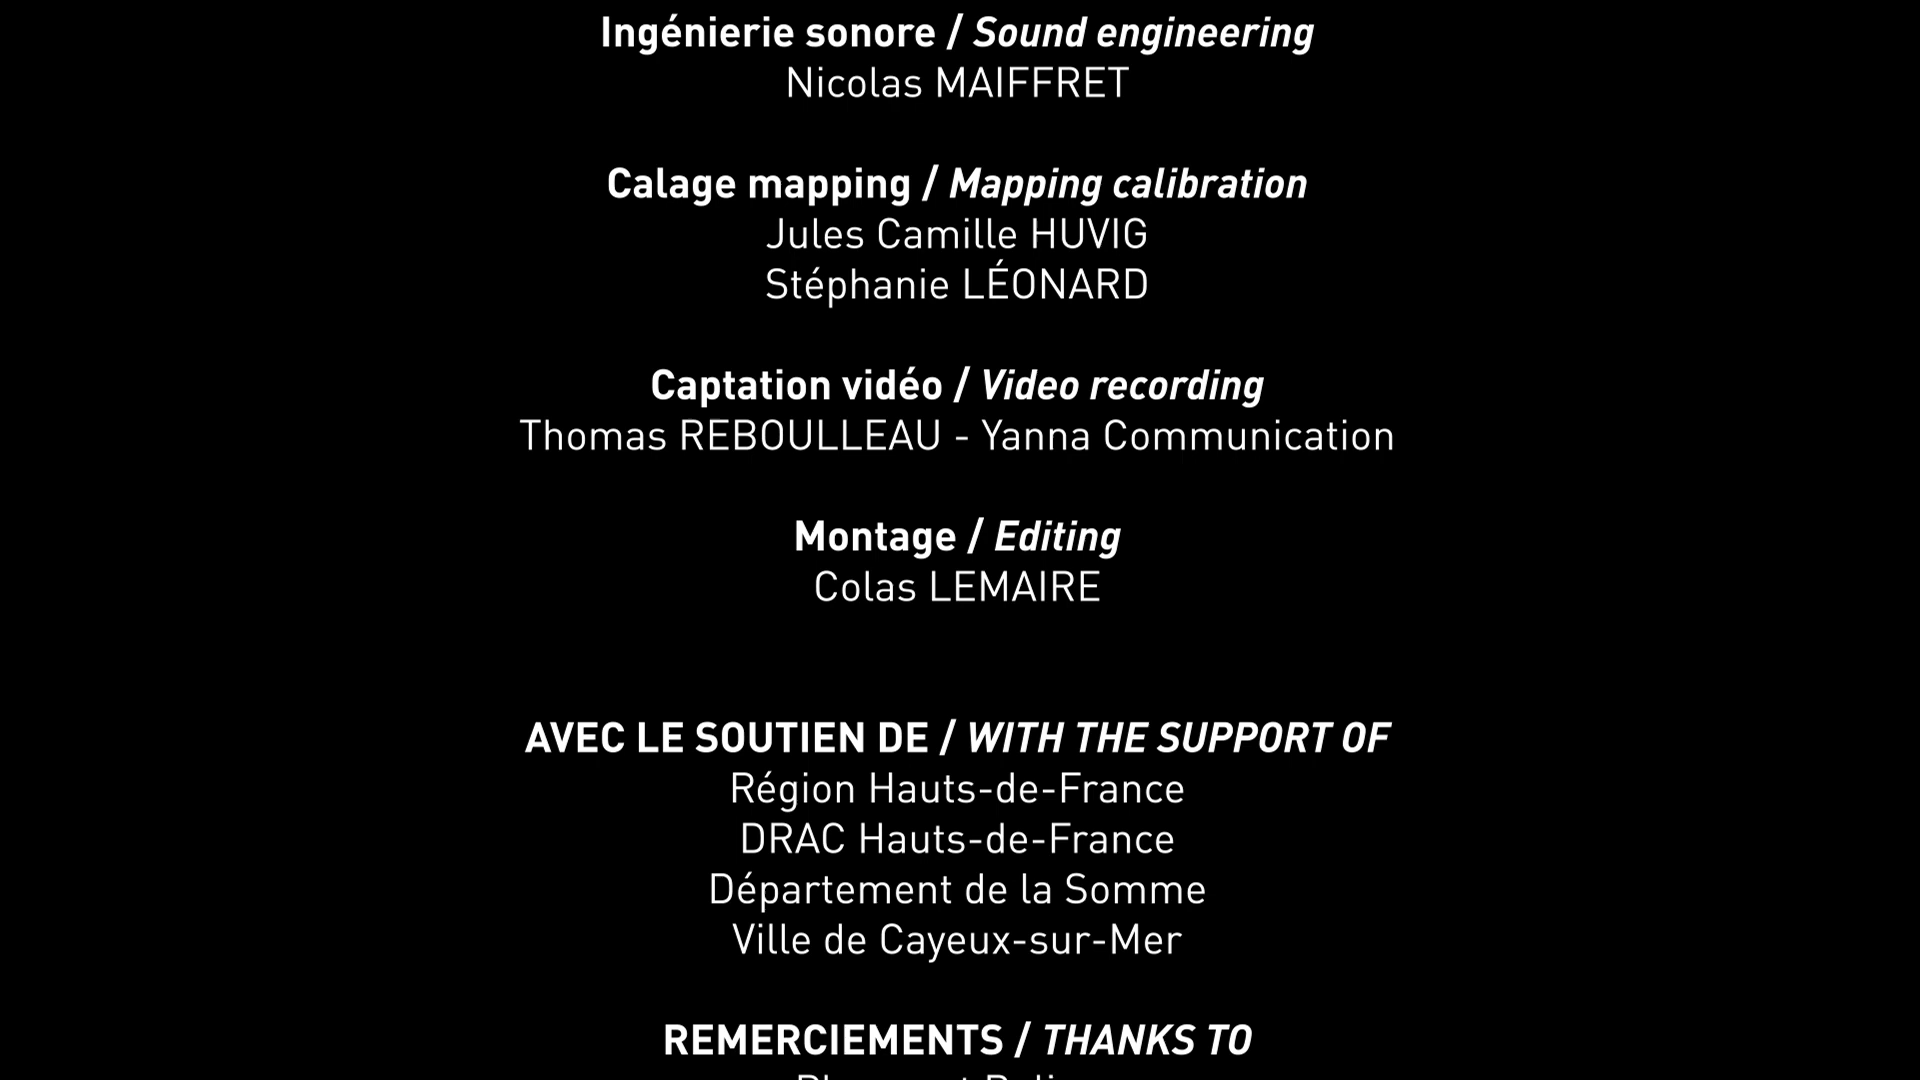 Ingénierie sonore / Sound engineering
Nicolas MAIFFRET
Calage mapping / Mapping calibration
Jules Camille HUVIG
Stéphanie LÉONARD
Captation vidéo / Video recording
Thomas REBOULLEAU - Yanna Communication
Montage / Editing
Colas LEMAIRE
AVEC LE SOUTIEN DE / WITH THE SUPPORT OF
Région Hauts-de-France
DRAC Hauts-de-France
Département de la Somme
Ville de Cayeux-sur-Mer
REMERCIEMENTS / THANKS TO